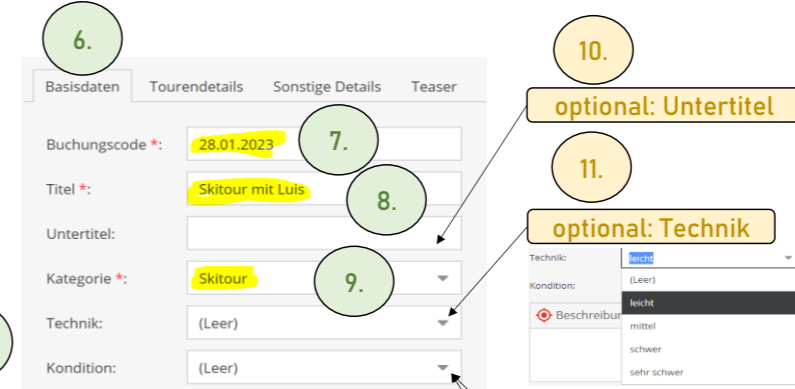 6.
10.
Basisdaten Tourendetails Sonstige Details Teaser
optional: Untertitel
Buchungscode *: 28.01.2023 7.
11.
Titel *: Skitour mit Luis 8.
Untertitel:
optional: Technik
Technik: leicht
Kategorie *: Skitour 9.
Kondition: (Leer)
leicht
Beschreibu
mittel
Technik: (Leer)
schwer
Kondition: (Leer)
sehr schwer